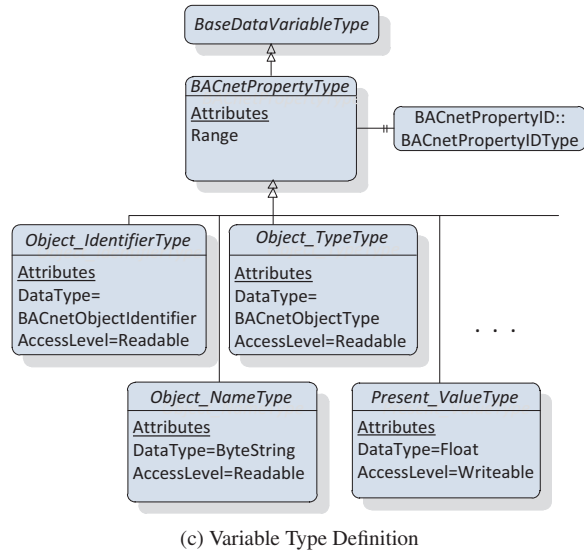 BaseDataVariableType
BACnetPropertyType
Attributes
Range
BACnetPropertyID::
BACnetPropertyIDType
Object_IdentifierType
Attributes
DataType=
BACnetObjectIdentifier
AccessLevel=Readable
Object_TypeType
Attributes
DataType=
BACnetObjectType
AccessLevel=Readable
. . .
Object_NameType
Attributes
DataType=ByteString
AccessLevel=Readable
Present_ValueType
Attributes
DataType=Float
AccessLevel=Writeable
(c) Variable Type Definition